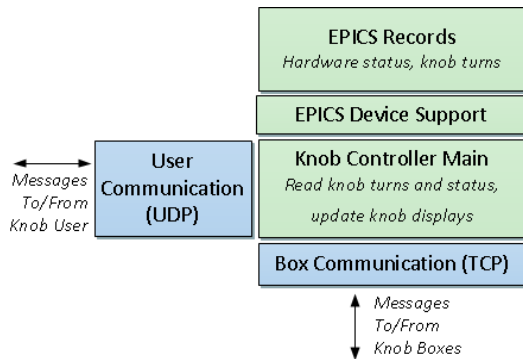 EPICS Records
Hardware status, knob turns
EPICS Device Support
User
Communication
(UDP)
Knob Controller Main
Read knob turns and status,
update knob displays
Messages
To/From
Knob User
Box Communication (TCP)
Messages
To/From
Knob Boxes